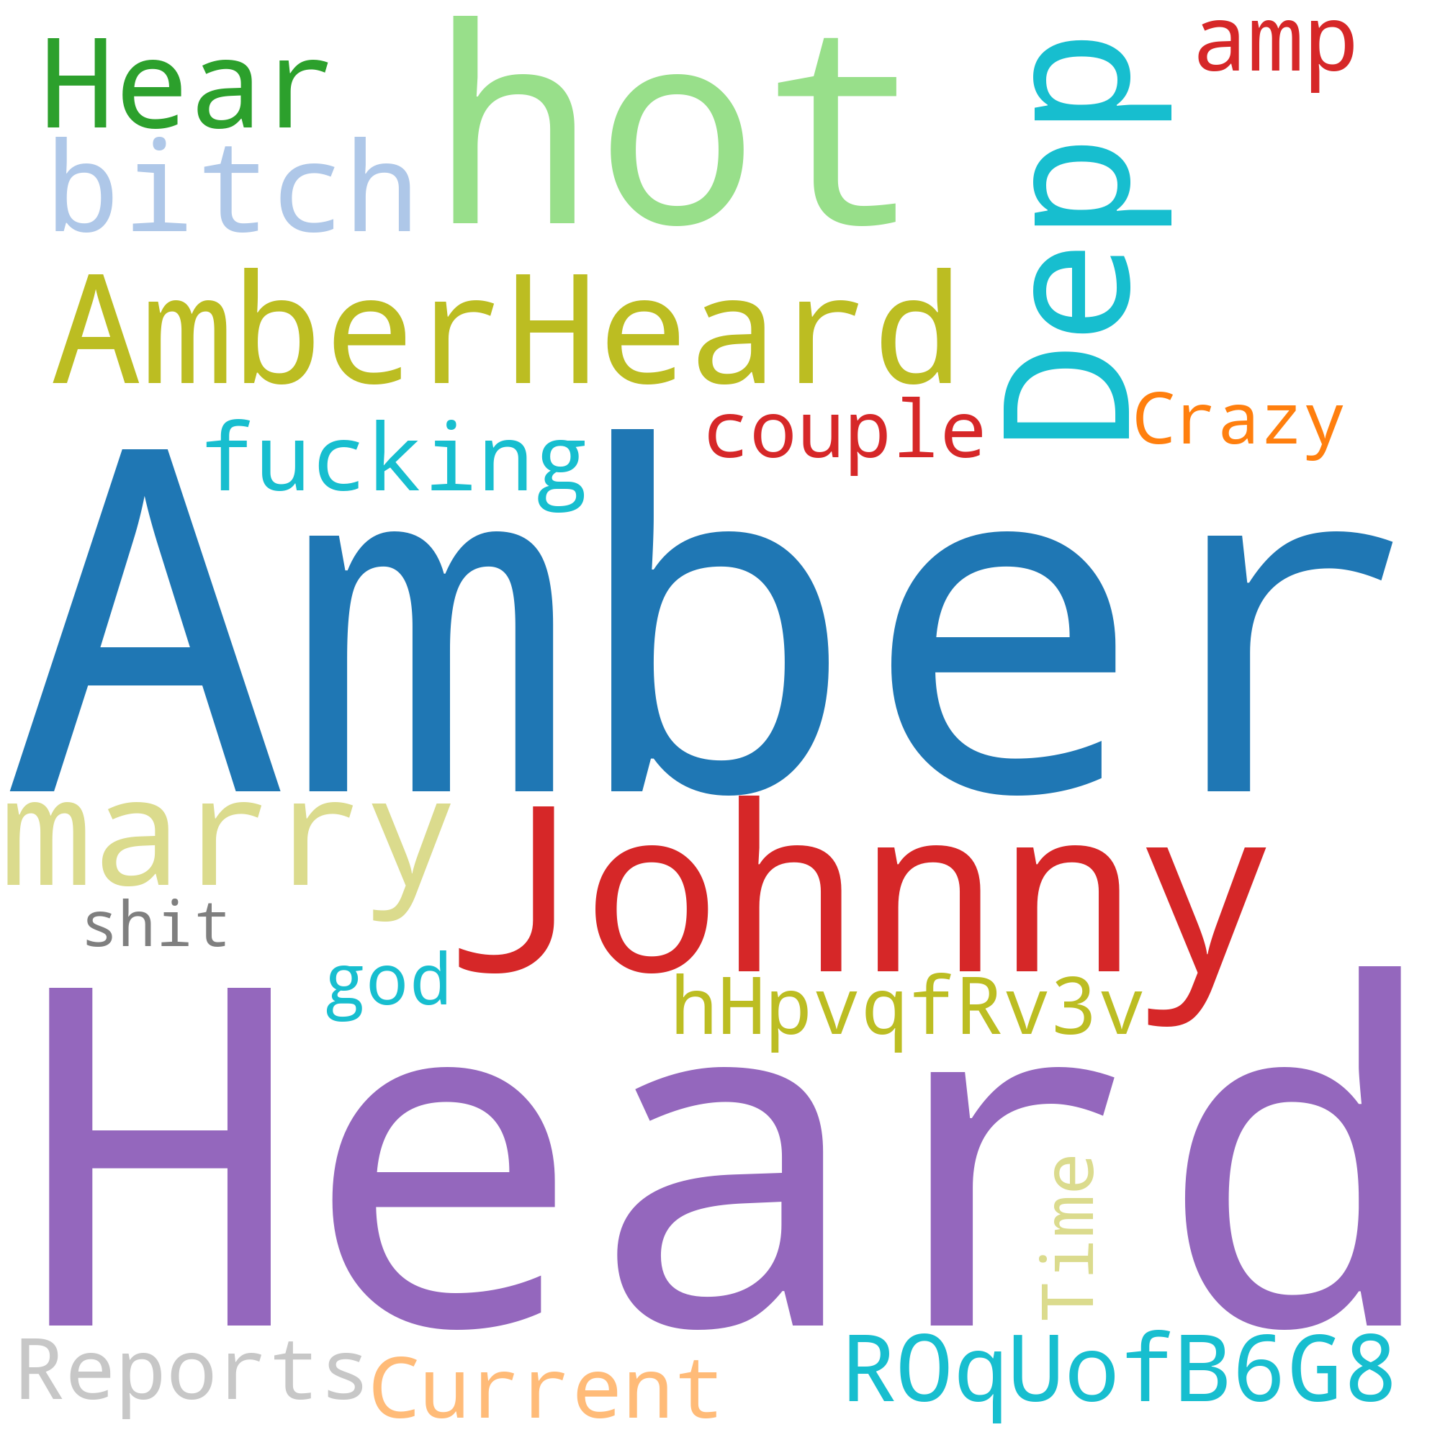 Hear
hot
Depp
amp
bitch
AmberHeard
couple
Crazy
fucking
Amber
marry
Johnny
shit
god
hHpvqfRv3v
Heard
Time
Reports
Current
ROqUofB6G8